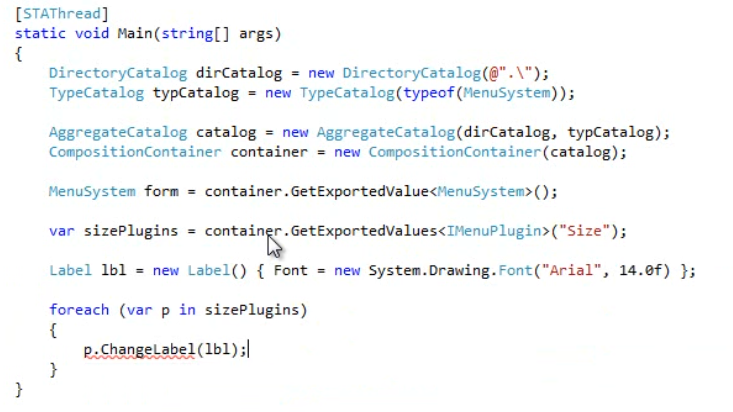 [STAThread]
static void Main(string[] args)
{
DirectoryCatalog dirCatalog = new DirectoryCatalog(@".\");
TypeCatalog typCatalog = new TypeCatalog(typeof(MenuSystem));
AggregateCatalog catalog = new AggregateCatalog(dirCatalog, typCatalog);
CompositionContainer container = new CompositionContainer(catalog);
MenuSystem form = container.GetExportedValue<MenuSystem>();
var sizePlugins = container.GetExportedValues<IMenuPlugin>("Size");
Label lbl = new Label() { Font = new System.Drawing.Font("Arial", 14.0f) };
foreach (var p in sizePlugins)
{
p.ChangeLabel(lbl);
}
}